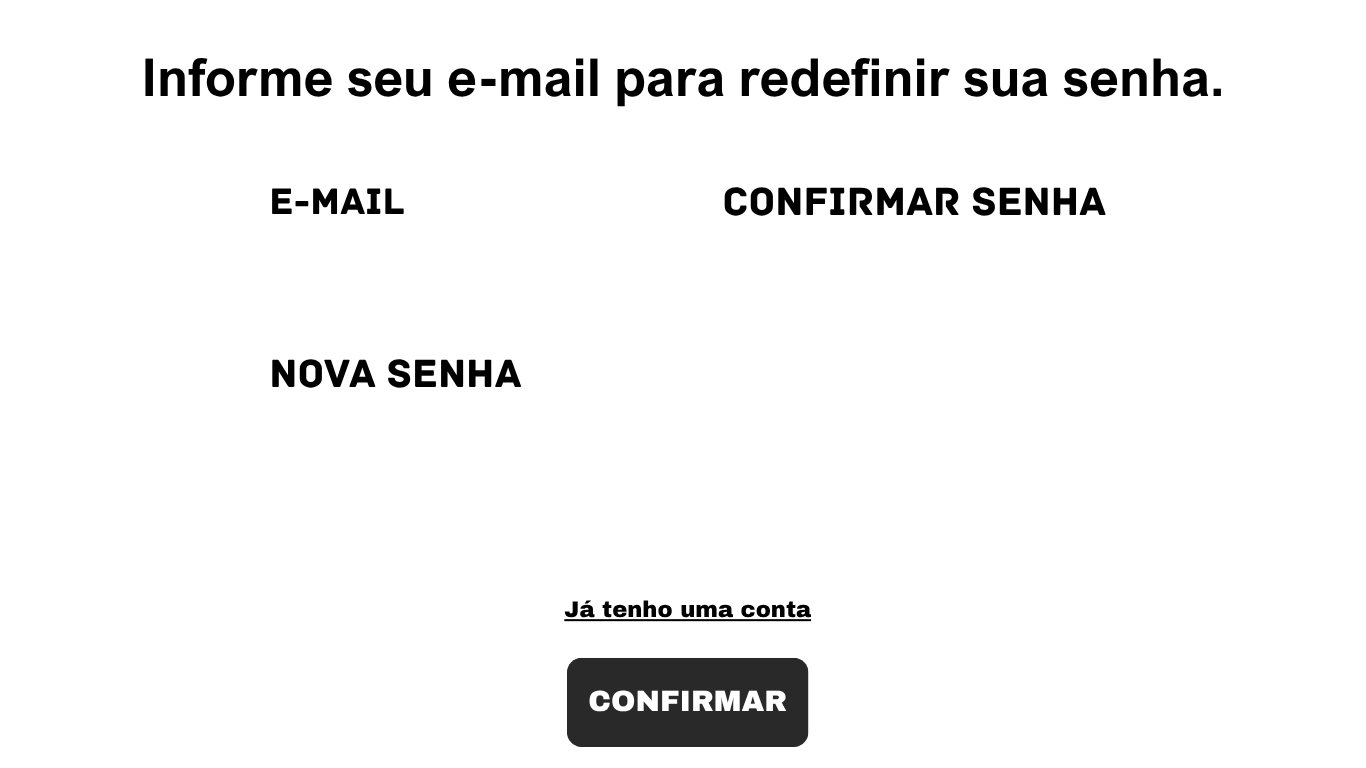 Informe seu e-mail para redefinir sua senha.
E-MAIL
CONFIRMAR SENHA
NOVA SENHA
Já tenho uma conta
CONFIRMAR